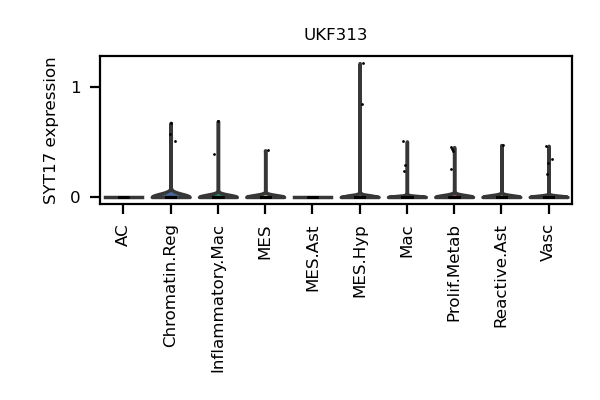 UKF313
SYT17 expression
1
0
AC
Chromatin.Reg
Inflammatory.Mac
MES
MES.Ast
MES.Hyp
Mac
Prolif.Metab
Reactive.Ast
Vasc